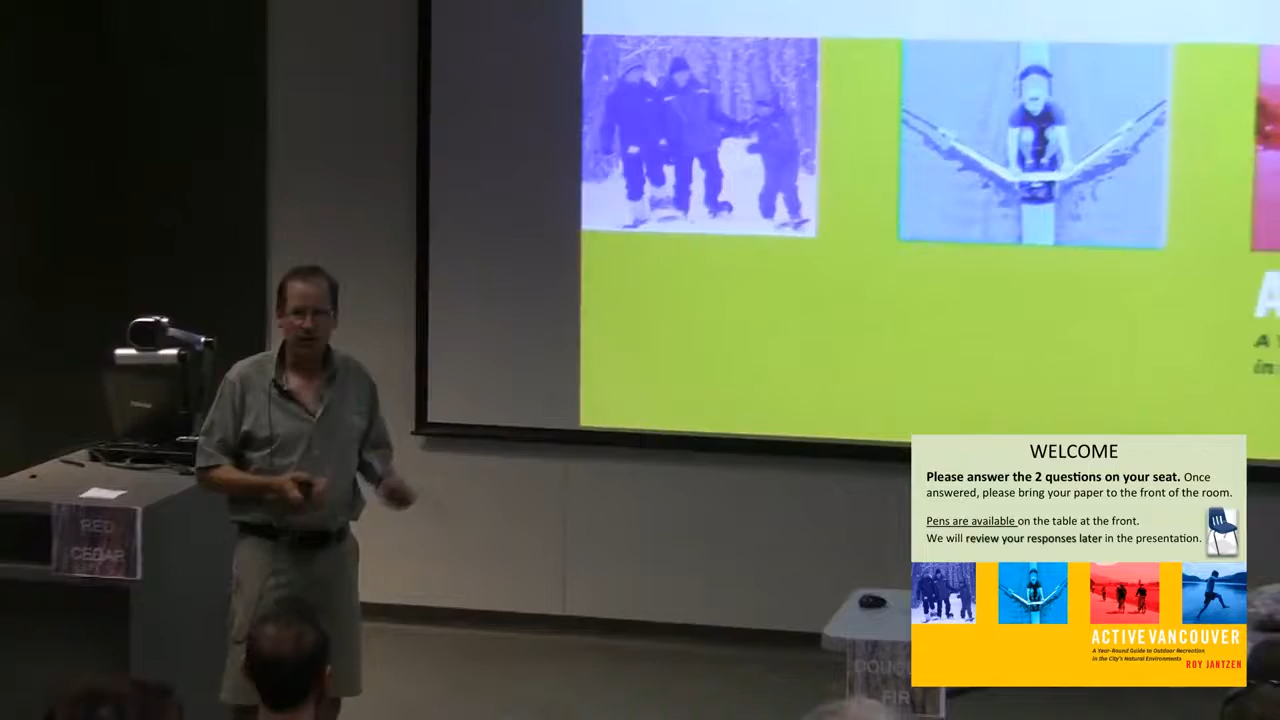 RED
CEDAR
WELCOME
Please answer the 2 questions on your seat. Once
answered, please bring your paper to the front of the room.
Pens are available on the table at the front.
We will review your responses later in the presentation.
ACTIVE VANCOUVER
A Year-Round Guide to Outdoor Recreation
in the City's Natural Environments
ROY JANTZEN
FIR